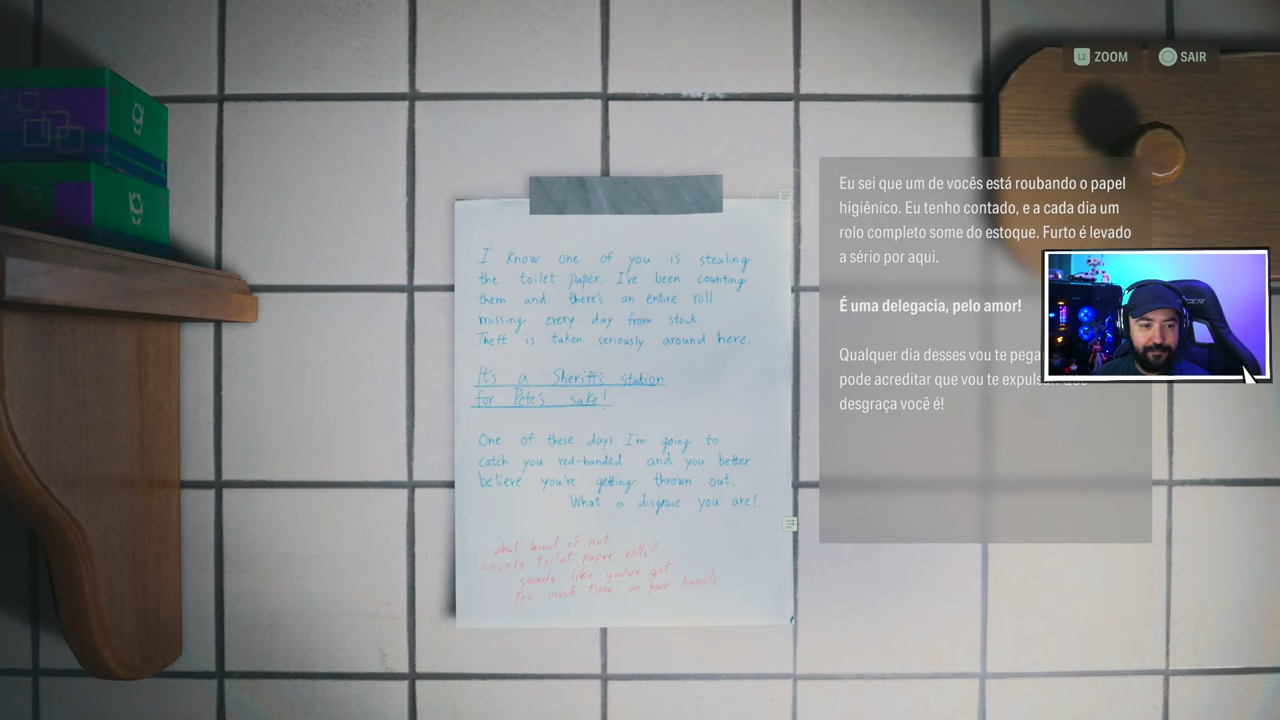 L2 ZOOM
SAIR
I know one of you is stealing
the toilet paper. I've been counting
them and there's an entire roll
missing every day from stock.
Theft is taken seriously around here.
It's a Sheriff's station
for Pete's sake!
One of these days, I'm going to
catch you red-handed and you better
believe you're getting thrown out.
What a disgrace you are!
what kind of nut
counts toilet paper rolls?
sounds like you've got
too much time on your hands
Eu sei que um de vocês está roubando o papel
higiênico. Eu tenho contado, e a cada dia um
rolo completo some do estoque. Furto é levado
a sério por aqui.
É uma delegacia, pelo amor!
Qualquer dia desses vou te pega
pode acreditar que vou te expuls
desgraça você é!